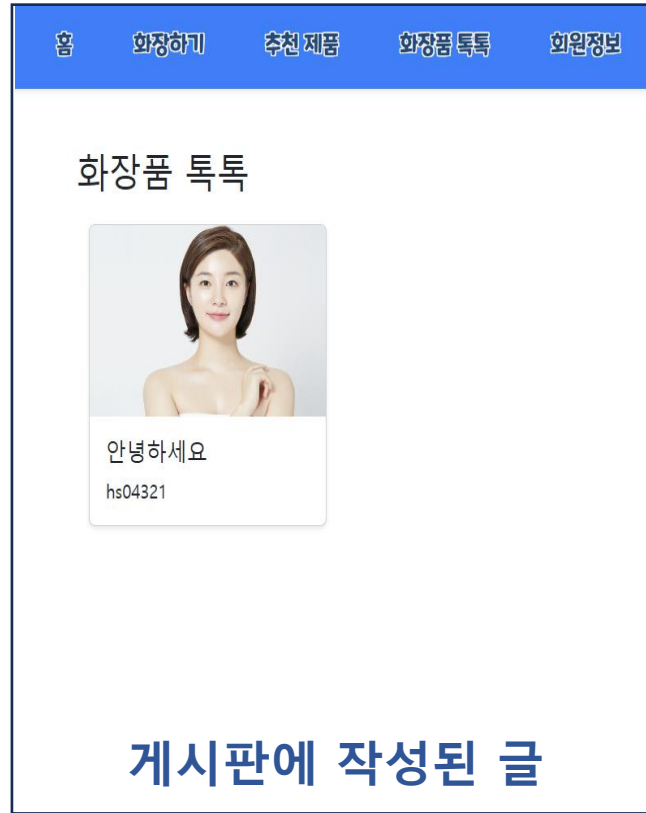 홈 화장하기 추천 제품 화장품 톡톡 회원정보
화장품 톡톡
안녕하세요
hs04321
게시판에 작성된 글